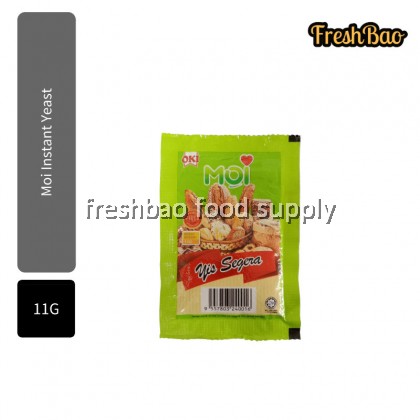 FreshBao
Moi Instant Yeast
11G
OKI
MOi
freshbao food supply
Yis Segera